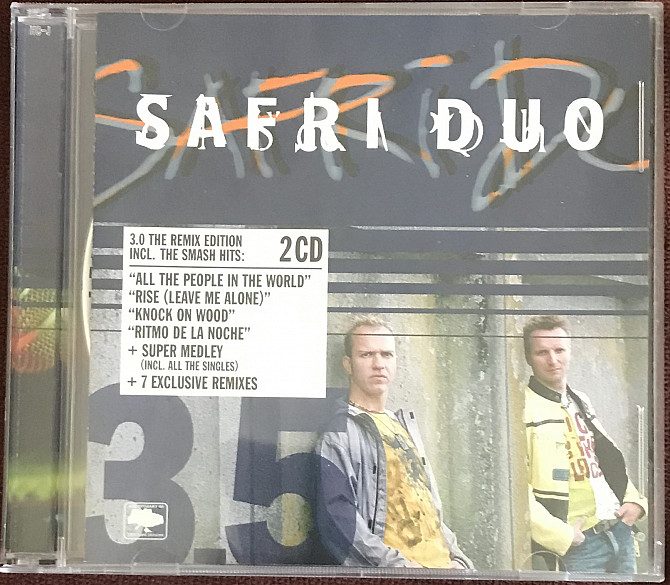 SAFRI DUO
3.0 THE REMIX EDITION
INCL. THE SMASH HITS:
2CD
"ALL THE PEOPLE IN THE WORLD"
"RISE (LEAVE ME ALONE)"
"KNOCK ON WOOD"
"RITMO DE LA NOCHE"
+ SUPER MEDLEY
(INCL. ALL THE SINGLES)
+ 7 EXCLUSIVE REMIXES
3.5